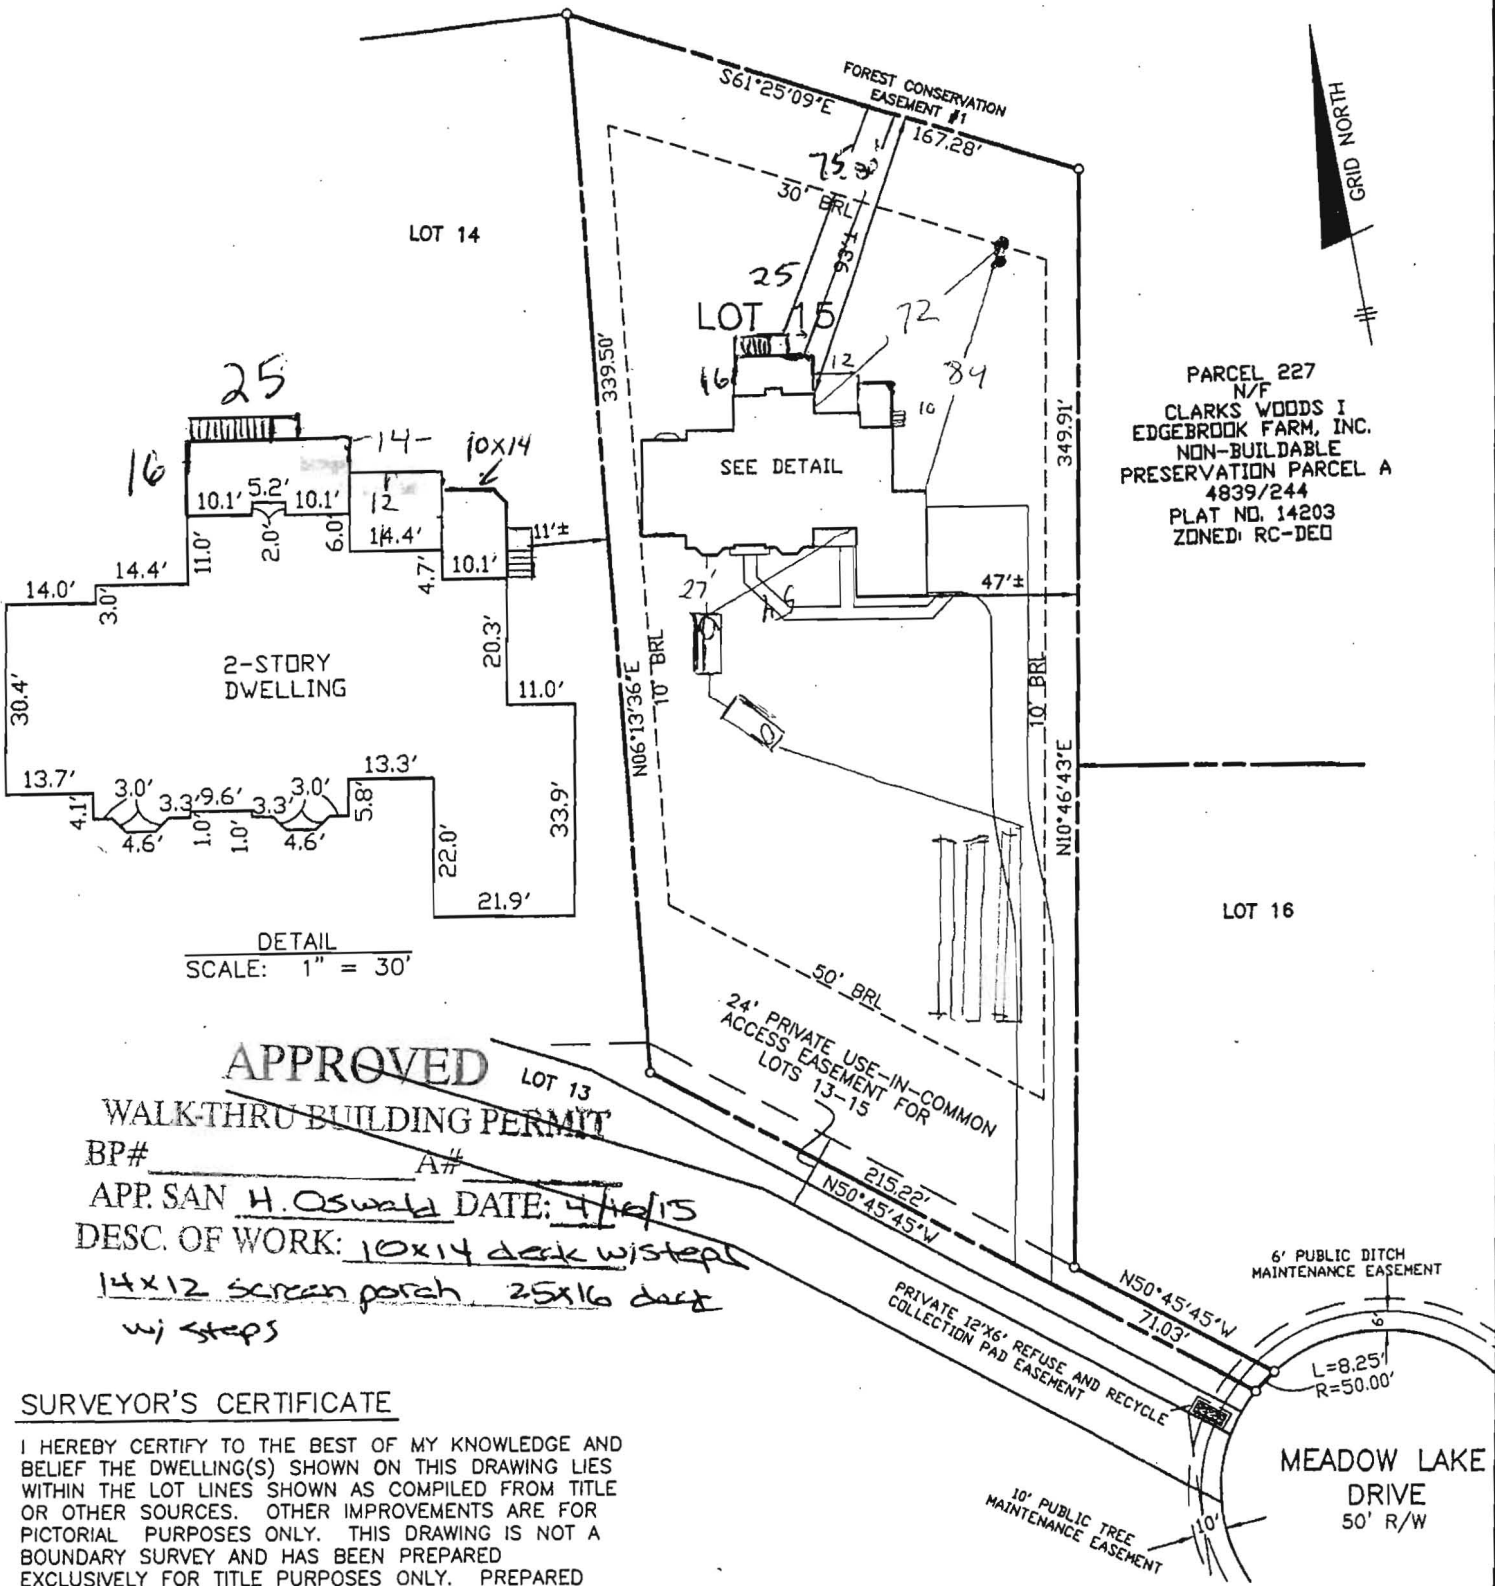 S61°25'09"E
FOREST CONSERVATION
EASEMENT #1
167.28'
GRID NORTH
75
30' BRL
LOT 14
93'±
25
LOT 15
72
339.50'
12
84
16
10
349.91'
SEE DETAIL
PARCEL 227
N/F
CLARKS WOODS I
EDGEBROOK FARM, INC.
NON-BUILDABLE
PRESERVATION PARCEL A
4839/244
PLAT NO. 14203
ZONED: RC-DEO
25
16
-14-
10x14
10.1' 5.2' 10.1'
12
11.0'
2.0'
6.0'
14.4'
11'±
4.7'
10.1'
14.0'
14.4'
3.0'
27'
47'±
2-STORY
DWELLING
20.3'
11.0'
30.4'
N06°13'36"E
10' BRL
10' BRL
N10°46'43"E
13.7'
4.1'
3.0'
3.3'
9.6'
3.3'
3.0'
13.3'
5.8'
33.9'
4.6'
1.0'
1.0'
4.6'
22.0'
21.9'
LOT 16
DETAIL
SCALE: 1" = 30'
50' BRL
24' PRIVATE USE-IN-COMMON
ACCESS EASEMENT FOR
LOTS 13-15
APPROVED
LOT 13
WALK-THRU BUILDING PERMIT
BP# A#
APP. SAN H. Oswald DATE: 4/16/15
DESC. OF WORK: 10x14 deck w/steps
14x12 screen porch 25x16 deck
w/ steps
215.22'
N50°45'45"W
N50°45'45"W
71.03'
6' PUBLIC DITCH
MAINTENANCE EASEMENT
6'
PRIVATE 12'X6' REFUSE AND RECYCLE
COLLECTION PAD EASEMENT
L=8.25'
R=50.00'
MEADOW LAKE
DRIVE
50' R/W
10' PUBLIC TREE
MAINTENANCE EASEMENT
10'
SURVEYOR'S CERTIFICATE
I HEREBY CERTIFY TO THE BEST OF MY KNOWLEDGE AND
BELIEF THE DWELLING(S) SHOWN ON THIS DRAWING LIES
WITHIN THE LOT LINES SHOWN AS COMPILED FROM TITLE
OR OTHER SOURCES. OTHER IMPROVEMENTS ARE FOR
PICTORIAL PURPOSES ONLY. THIS DRAWING IS NOT A
BOUNDARY SURVEY AND HAS BEEN PREPARED
EXCLUSIVELY FOR TITLE PURPOSES ONLY. PREPARED